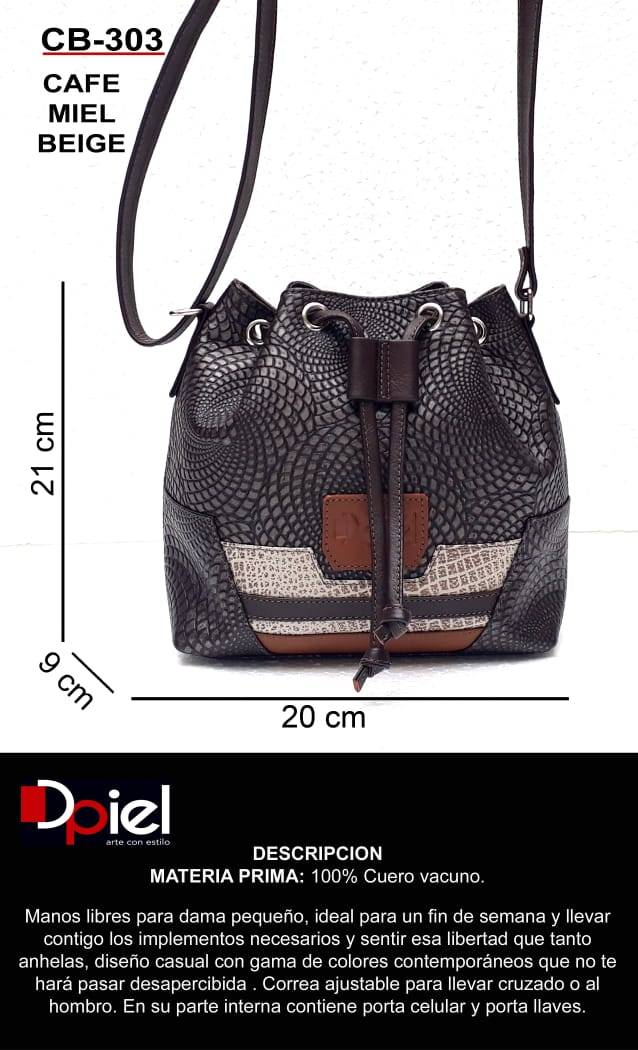 CB-303
CAFE
MIEL
BEIGE
21 cm
9 cm
20 cm
Dpiel
Dpiel
arte con estilo
DESCRIPCION
MATERIA PRIMA: 100% Cuero vacuno.
Manos libres para dama pequeño, ideal para un fin de semana y llevar
contigo los implementos necesarios y sentir esa libertad que tanto
anhelas, diseño casual con gama de colores contemporáneos que no te
hará pasar desapercibida . Correa ajustable para llevar cruzado o al
hombro. En su parte interna contiene porta celular y porta llaves.